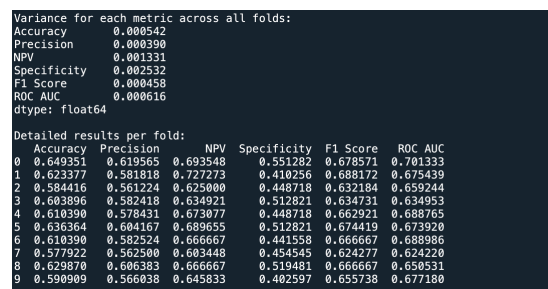 Variance for each metric across all folds:
Accuracy       0.000542
Precision      0.000390
NPV            0.001331
Specificity    0.002532
F1 Score       0.000458
ROC AUC        0.000616
dtype: float64

Detailed results per fold:
   Accuracy  Precision       NPV  Specificity  F1 Score   ROC AUC
0  0.649351   0.619565  0.693548     0.551282  0.678571  0.701333
1  0.623377   0.581818  0.727273     0.410256  0.688172  0.675439
2  0.584416   0.561224  0.625000     0.448718  0.632184  0.659244
3  0.603896   0.582418  0.634921     0.512821  0.634731  0.634953
4  0.610390   0.578431  0.673077     0.448718  0.662921  0.688765
5  0.636364   0.604167  0.689655     0.512821  0.674419  0.673920
6  0.610390   0.582524  0.666667     0.441558  0.666667  0.688986
7  0.577922   0.562500  0.603448     0.454545  0.624277  0.624220
8  0.629870   0.606383  0.666667     0.519481  0.666667  0.650531
9  0.590909   0.566038  0.645833     0.402597  0.655738  0.677180